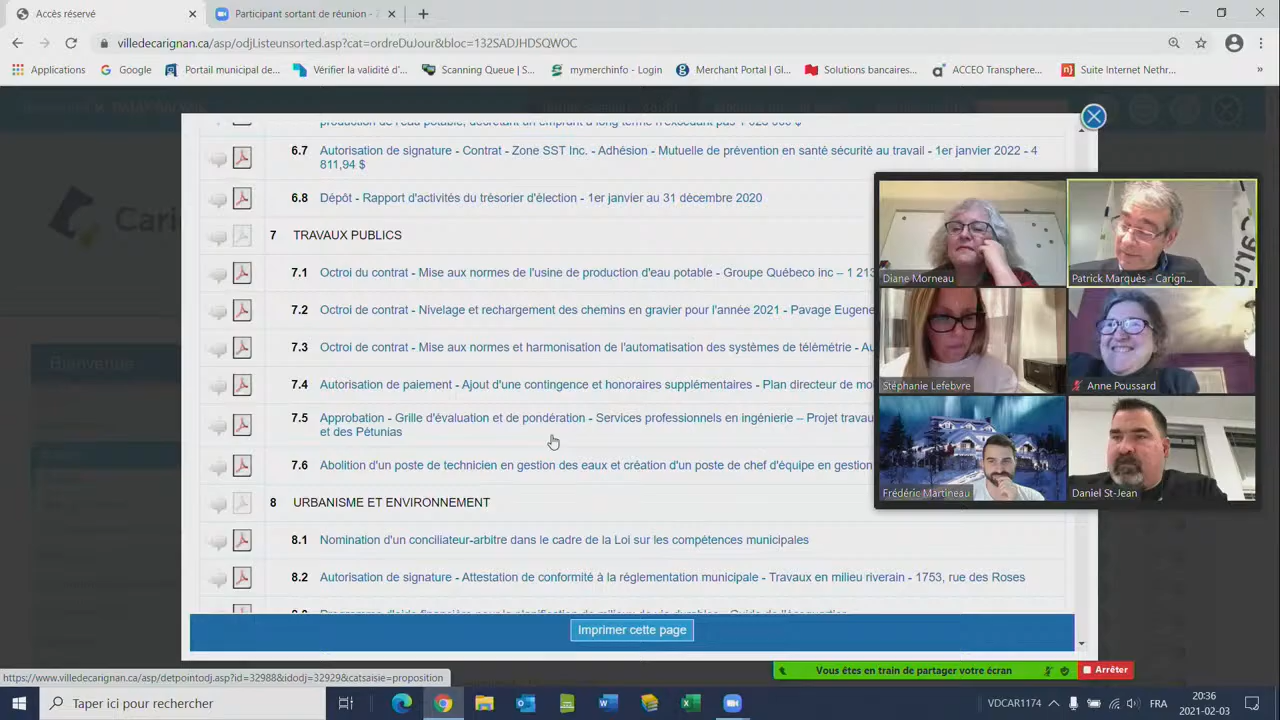 Accès réservé
Participant sortant de réunion -
villedecarignan.ca/asp/odjListeunsorted.asp?cat=ordreDuJour&bloc=132SADJHDSQWOC
Applications
Google
Portail municipal de...
Vérifier la validité d'...
Scanning Queue | S...
mymerchinfo - Login
Merchant Portal | Gl...
Solutions bancaires...
ACCEO Transphere...
Suite Internet Nethr...
»
production de l'eau potable, décrétant un emprunt à long terme n'excédant pas
6.7 Autorisation de signature - Contrat - Zone SST Inc. - Adhésion - Mutuelle de prévention en santé sécurité au travail - 1er janvier 2022 - 4
811,94 $
6.8 Dépôt - Rapport d'activités du trésorier d'élection - 1er janvier au 31 décembre 2020
7 TRAVAUX PUBLICS
7.1 Octroi du contrat - Mise aux normes de l'usine de production d'eau potable - Groupe Québeco inc – 1 213
7.2 Octroi de contrat - Nivelage et rechargement des chemins en gravier pour l'année 2021 - Pavage Eugene
7.3 Octroi de contrat - Mise aux normes et harmonisation de l'automatisation des systèmes de télémétrie - Au
7.4 Autorisation de paiement - Ajout d'une contingence et honoraires supplémentaires - Plan directeur de mo
7.5 Approbation - Grille d'évaluation et de pondération - Services professionnels en ingénierie – Projet travau
et des Pétunias
7.6 Abolition d'un poste de technicien en gestion des eaux et création d'un poste de chef d'équipe en gestion
8 URBANISME ET ENVIRONNEMENT
8.1 Nomination d'un conciliateur-arbitre dans le cadre de la Loi sur les compétences municipales
8.2 Autorisation de signature - Attestation de conformité à la réglementation municipale - Travaux en milieu riverain - 1753, rue des Roses
Imprimer cette page
Diane Morneau
Patrick Marquès - Carign...
Stéphanie Lefebvre
Anne Poussard
Frédéric Martineau
Daniel St-Jean
Bienvenue
Vous êtes en train de partager votre écran
Arrêter
https://www.villedecarignan.ca/asp/detpointodj.asp?id=32988&idoc=32929&catsense=proposition
Taper ici pour rechercher
VDCAR1174
FRA
20:36
2021-02-03